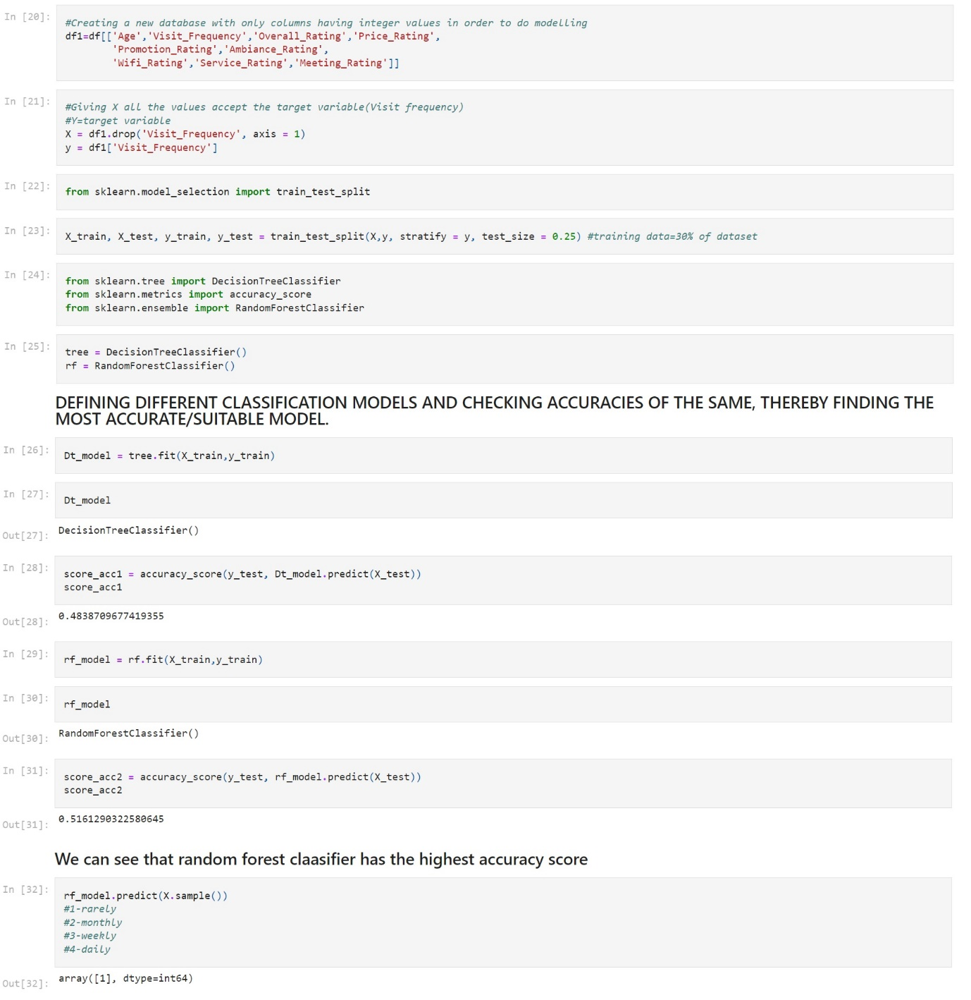 In [20]:
#Creating a new database with only columns having integer values in order to do modelling
df1=df[['Age','Visit_Frequency','Overall_Rating','Price_Rating',
'Promotion_Rating','Ambiance_Rating',
'Wifi_Rating','Service_Rating','Meeting_Rating']]
In [21]:
#Giving X all the values accept the target variable(Visit frequency)
#Y=target variable
X = df1.drop('Visit_Frequency', axis = 1)
y = df1['Visit_Frequency']
In [22]:
from sklearn.model_selection import train_test_split
In [23]:
X_train, X_test, y_train, y_test = train_test_split(X,y, stratify = y, test_size = 0.25) #training data=30% of dataset
In [24]:
from sklearn.tree import DecisionTreeClassifier
from sklearn.metrics import accuracy_score
from sklearn.ensemble import RandomForestClassifier
In [25]:
tree = DecisionTreeClassifier()
rf = RandomForestClassifier()
DEFINING DIFFERENT CLASSIFICATION MODELS AND CHECKING ACCURACIES OF THE SAME, THEREBY FINDING THE
MOST ACCURATE/SUITABLE MODEL.
In [26]:
Dt_model = tree.fit(X_train,y_train)
In [27]:
Dt_model
Out[27]:
DecisionTreeClassifier()
In [28]:
score_acc1 = accuracy_score(y_test, Dt_model.predict(X_test))
score_acc1
Out[28]:
0.4838709677419355
In [29]:
rf_model = rf.fit(X_train,y_train)
In [30]:
rf_model
Out[30]:
RandomForestClassifier()
In [31]:
score_acc2 = accuracy_score(y_test, rf_model.predict(X_test))
score_acc2
Out[31]:
0.5161290322580645
We can see that random forest claasifier has the highest accuracy score
In [32]:
rf_model.predict(X.sample())
#1-rarely
#2-monthly
#3-weekly
#4-daily
Out[32]:
array([1], dtype=int64)